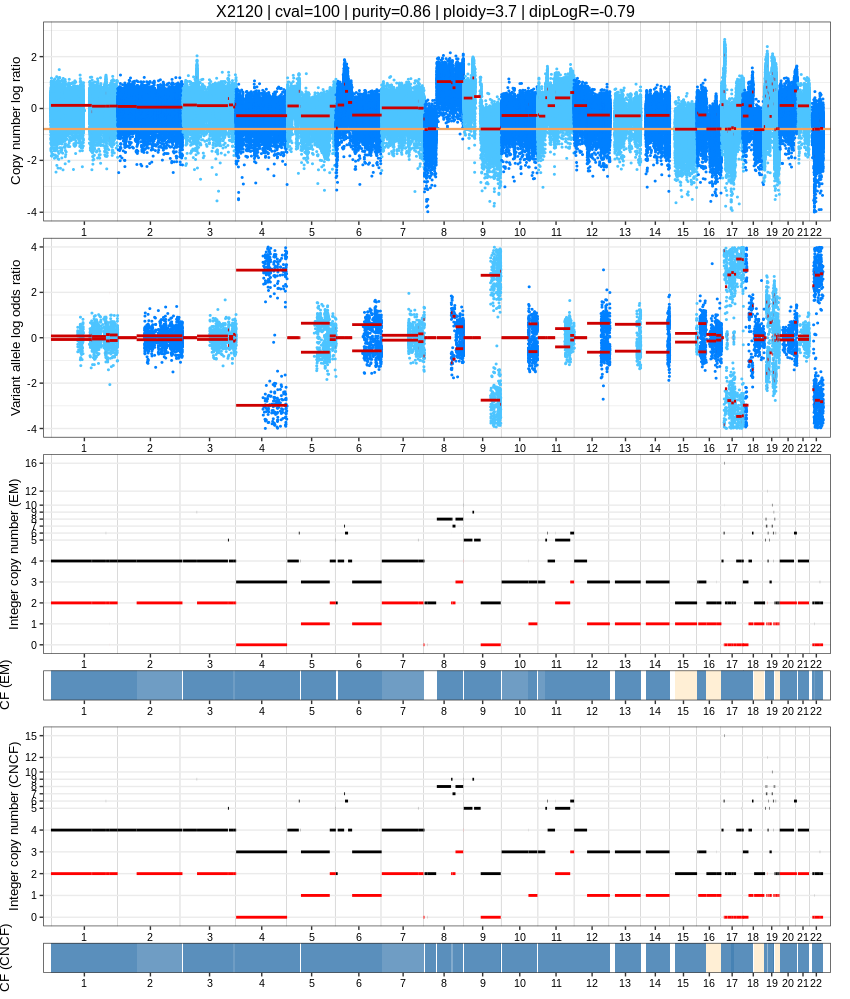 X2120 | cval=100 | purity=0.86 | ploidy=3.7 | dipLogR=-0.79
Copy number log ratio
2
0
-2
-4
1 2 3 4 5 6 7 8 9 10 11 12 13 14 15 16 17 18 19 20 21 22
Variant allele log odds ratio
4
2
0
-2
-4
1 2 3 4 5 6 7 8 9 10 11 12 13 14 15 16 17 18 19 20 21 22
Integer copy number (EM)
16
12
10
9
8
7
6
5
4
3
2
1
0
1 2 3 4 5 6 7 8 9 10 11 12 13 14 15 16 17 18 19 20 21 22
CF (EM)
1 2 3 4 5 6 7 8 9 10 11 12 13 14 15 16 17 18 19 20 21 22
Integer copy number (CNCF)
15
12
10
9
8
7
6
5
4
3
2
1
0
1 2 3 4 5 6 7 8 9 10 11 12 13 14 15 16 17 18 19 20 21 22
CF (CNCF)
1 2 3 4 5 6 7 8 9 10 11 12 13 14 15 16 17 18 19 20 21 22